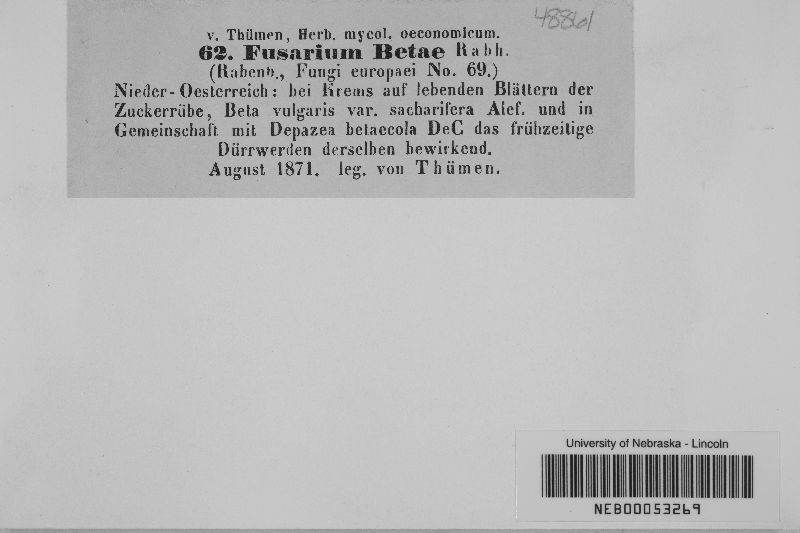 48861
v. Thümen, Herb. mycol. oeconomicum.
62. Fusarium Betae Rabh.
(Rabenh., Fungi europaei No. 69.)
Nieder-Oesterreich: bei Krems auf lebenden Blättern der
Zuckerrübe, Beta vulgaris var. sacharifera Alef. und in
Gemeinschaft mit Depazea betaecola DeC das frühzeitige
Dürrwerden derselben bewirkend.
August 1871. leg. von Thümen.
University of Nebraska - Lincoln
NEB00053269